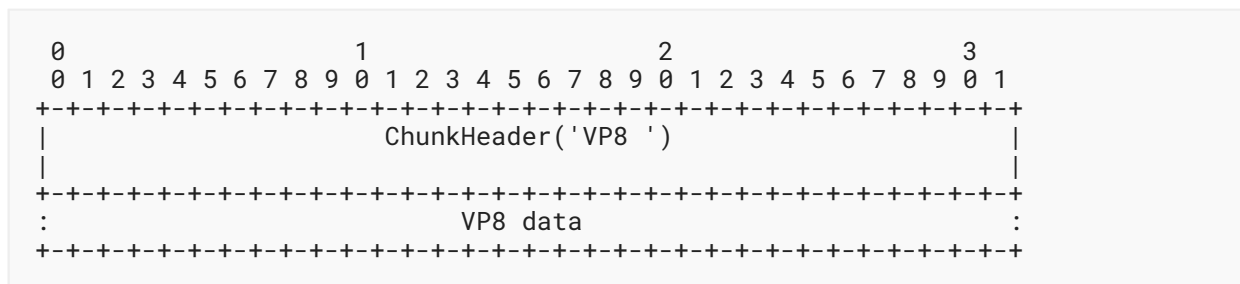 0                   1                   2                   3
 0 1 2 3 4 5 6 7 8 9 0 1 2 3 4 5 6 7 8 9 0 1 2 3 4 5 6 7 8 9 0 1
+-+-+-+-+-+-+-+-+-+-+-+-+-+-+-+-+-+-+-+-+-+-+-+-+-+-+-+-+-+-+-+-+
|                      ChunkHeader('VP8 ')                      |
|                                                               |
+-+-+-+-+-+-+-+-+-+-+-+-+-+-+-+-+-+-+-+-+-+-+-+-+-+-+-+-+-+-+-+-+
:                           VP8 data                            :
+-+-+-+-+-+-+-+-+-+-+-+-+-+-+-+-+-+-+-+-+-+-+-+-+-+-+-+-+-+-+-+-+